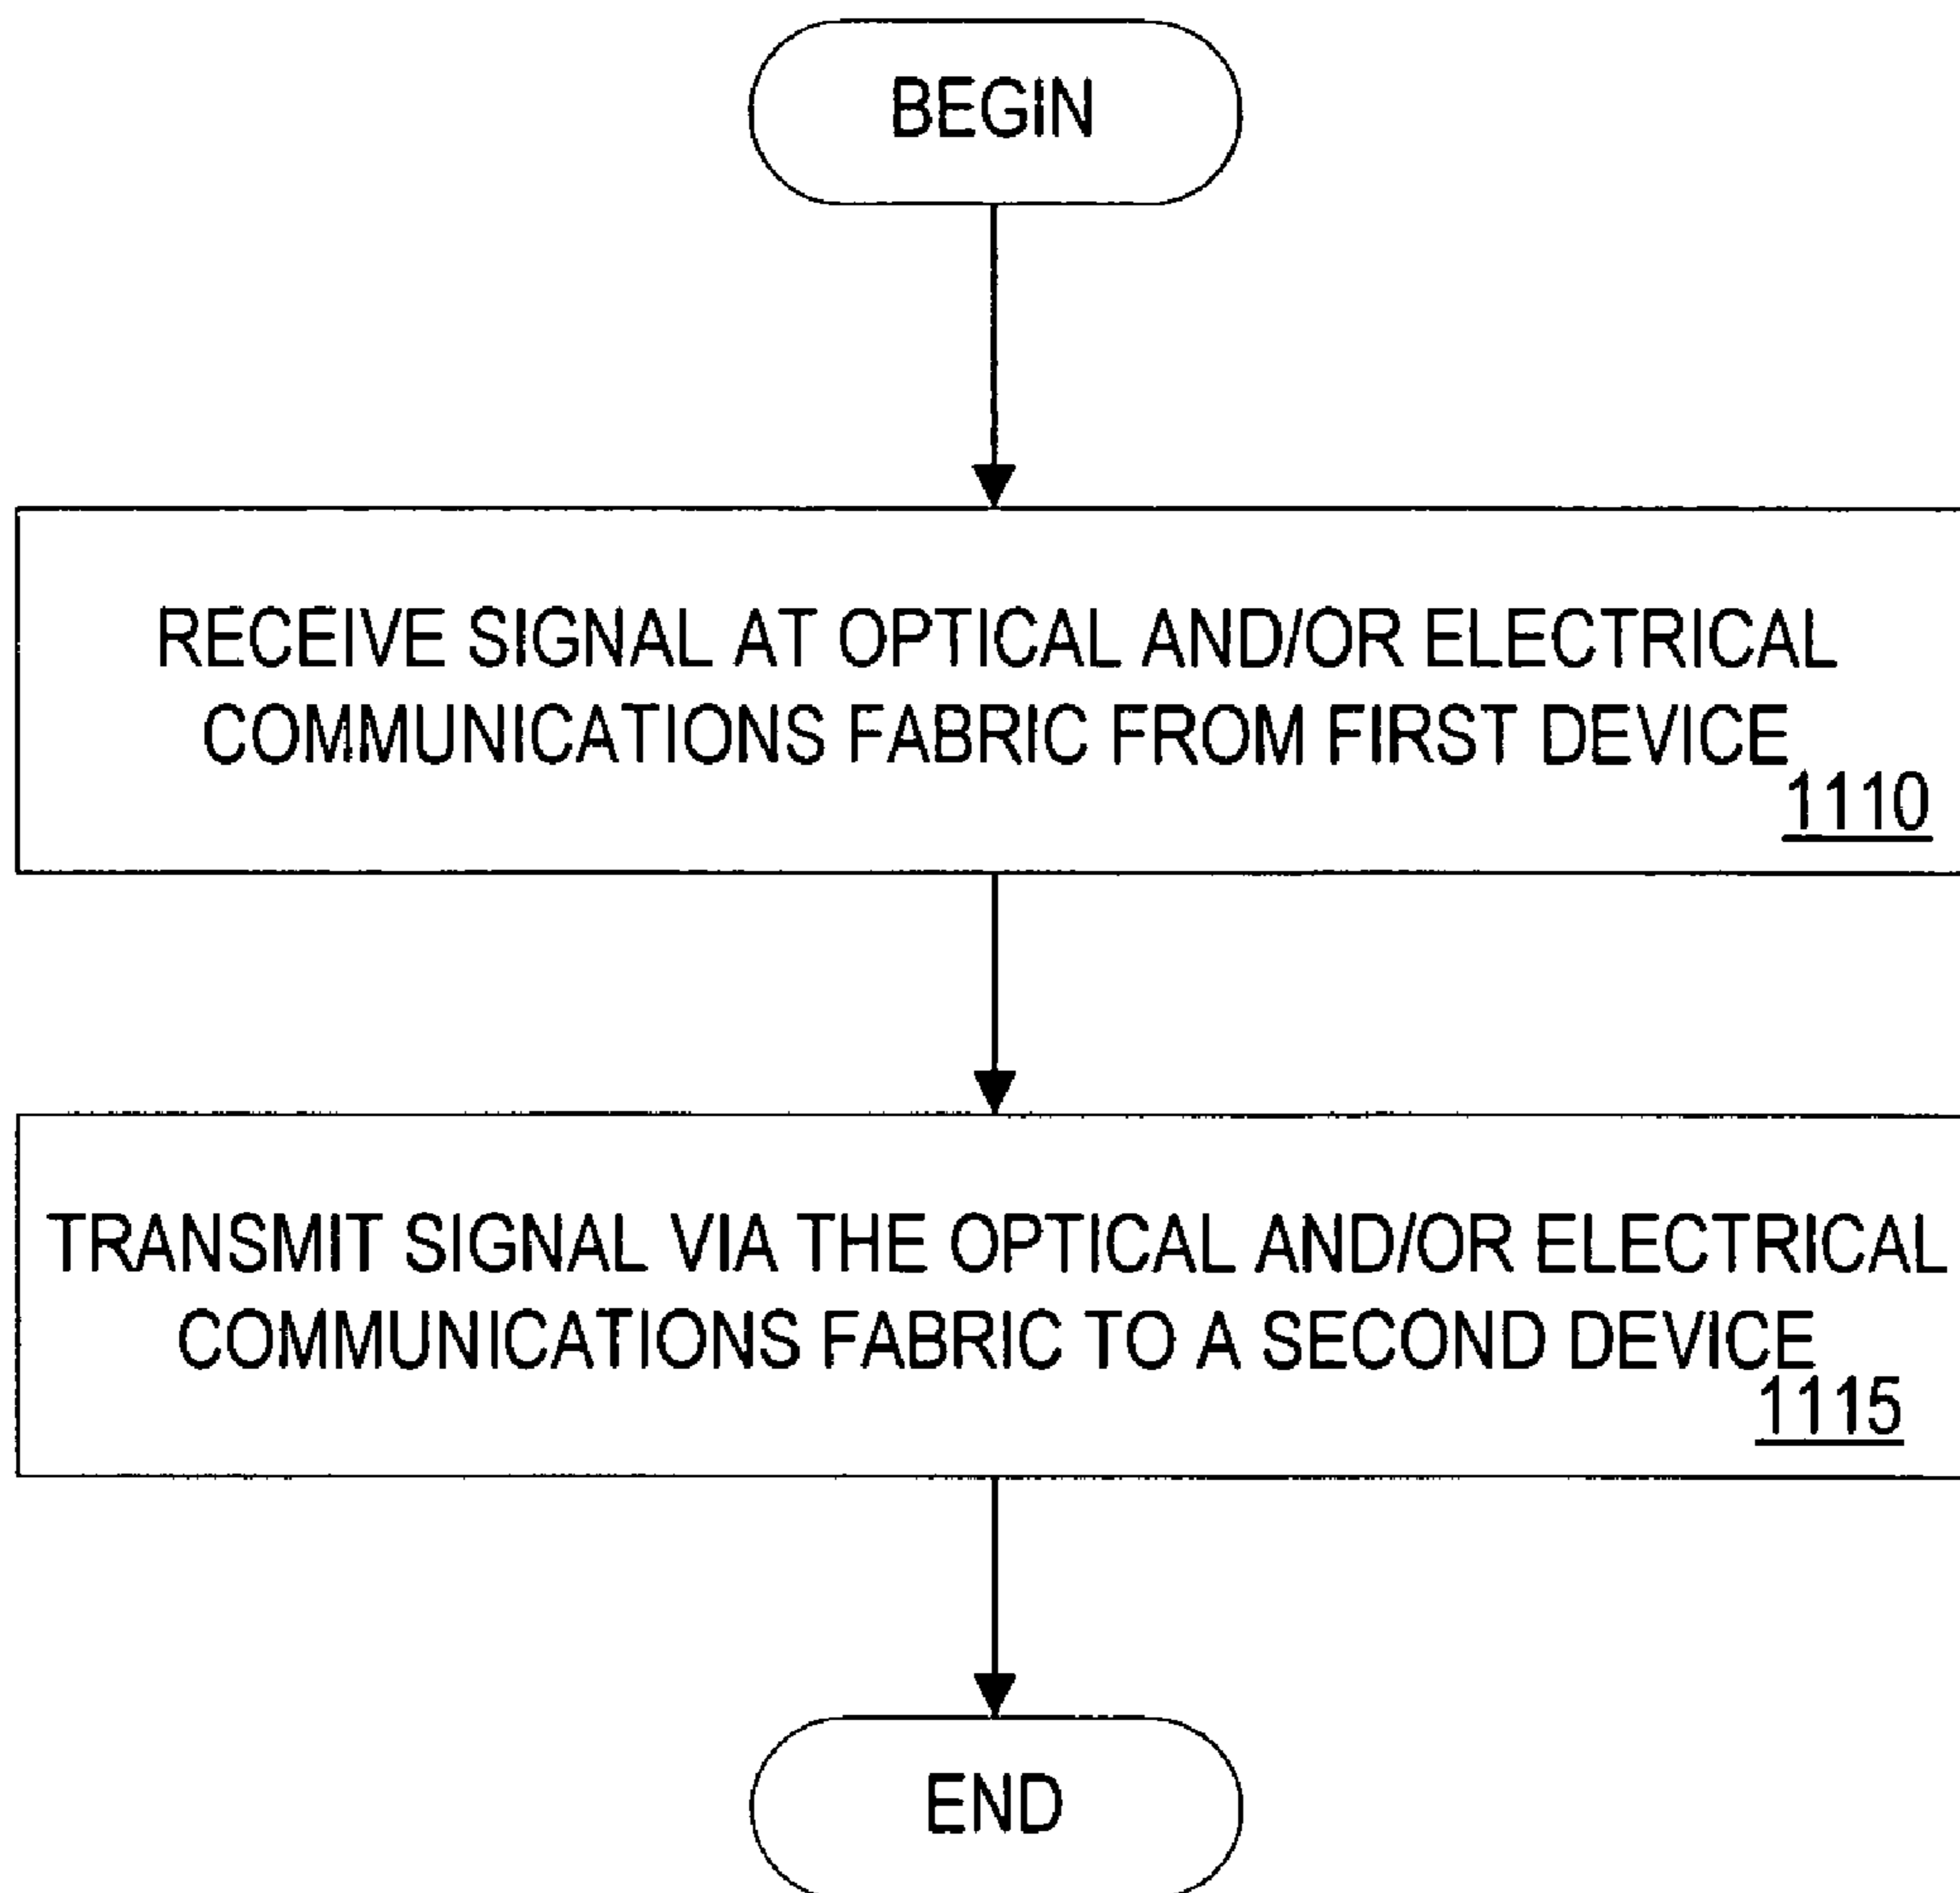 BEGIN
RECEIVE SIGNAL AT OPTICAL AND/OR ELECTRICAL
COMMUNICATIONS FABRIC FROM FIRST DEVICE
1110
TRANSMIT SIGNAL VIA THE OPTICAL AND/OR ELECTRICAL
COMMUNICATIONS FABRIC TO A SECOND DEVICE
1115
END